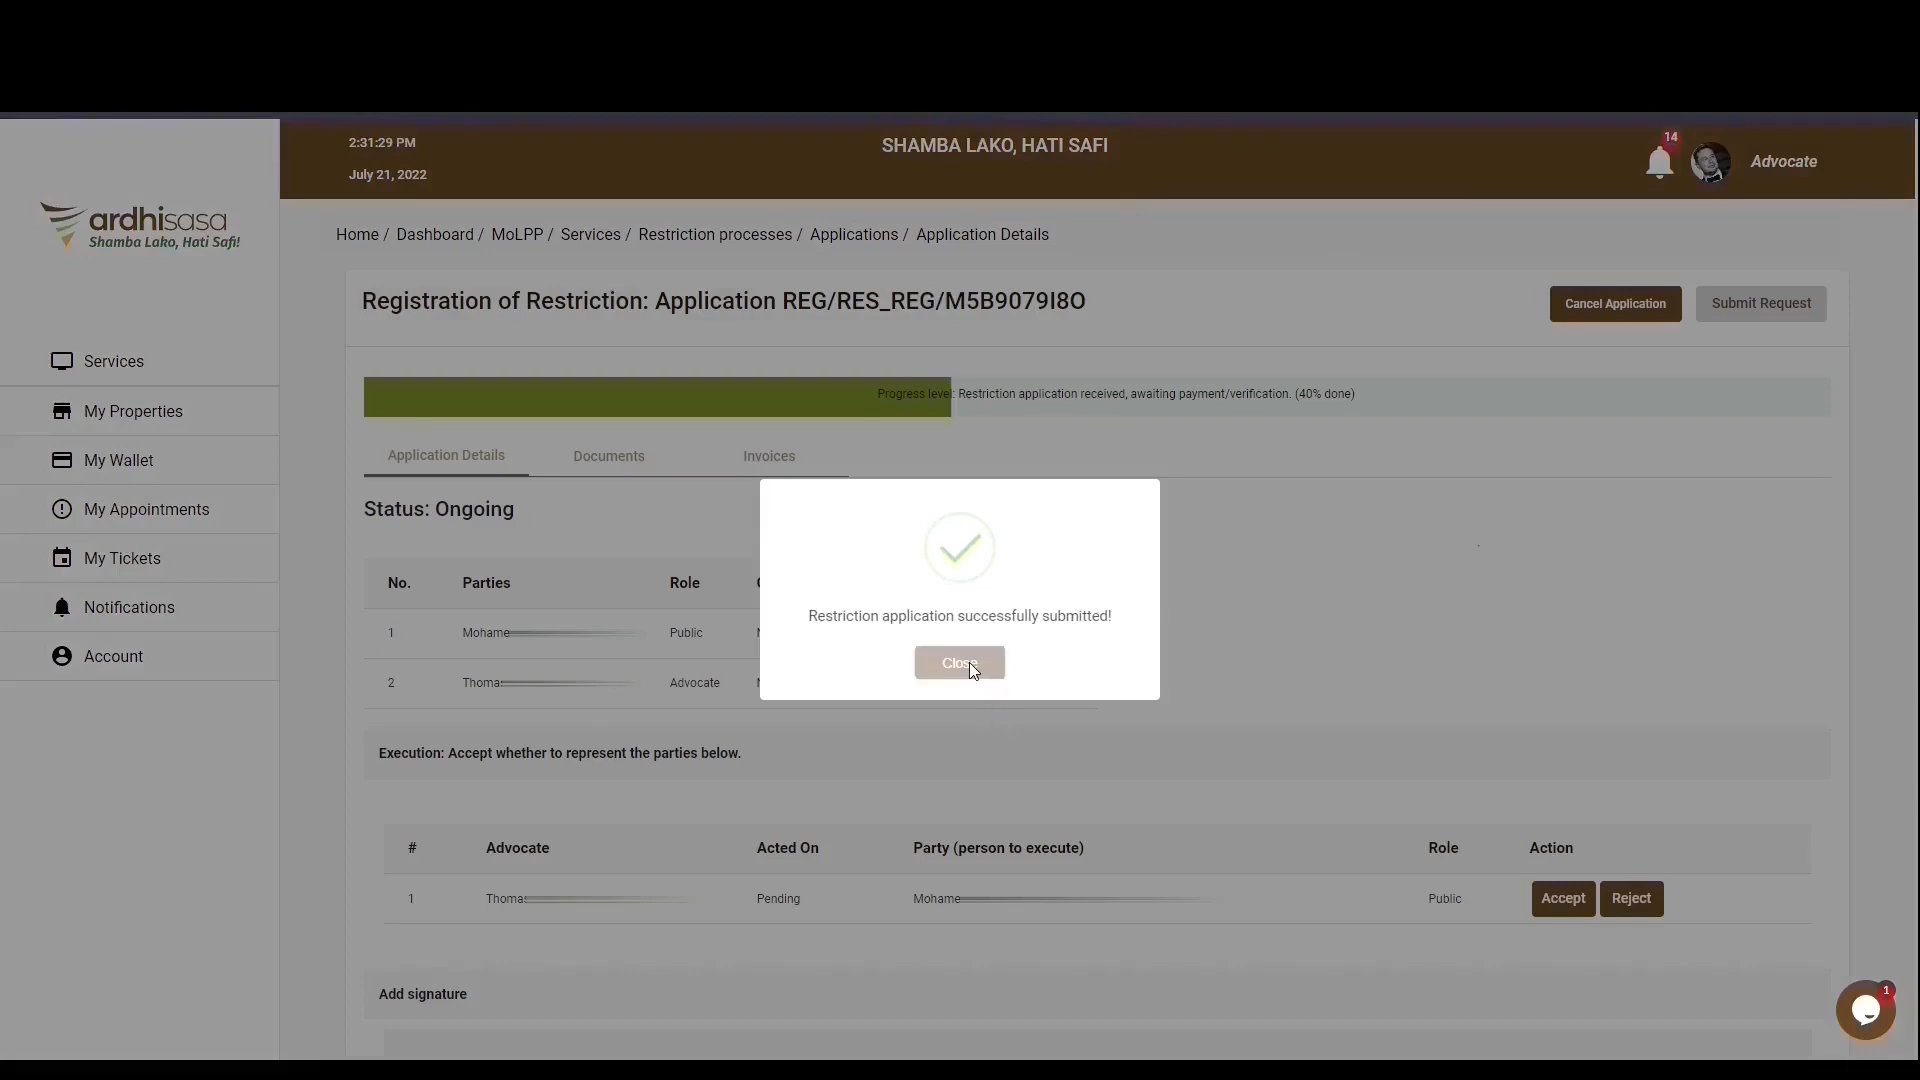 2:31:29 PM
SHAMBA LAKO, HATI SAFI
14
Advocate
July 21, 2022
ardhisasa
Shamba Lako, Hati Safi!
Home / Dashboard / MoLPP / Services / Restriction processes / Applications / Application Details
Registration of Restriction: Application REG/RES_REG/M5B9079I8O
Cancel Application
Submit Request
Services
My Properties
My Wallet
My Appointments
My Tickets
Notifications
Account
Progress level: Restriction application received, awaiting payment/verification. (40% done)
Application Details
Documents
Invoices
Status: Ongoing
No. Parties Role
1 Mohame Public
2 Thomas Advocate
Restriction application successfully submitted!
Close
Execution: Accept whether to represent the parties below.
# Advocate Acted On Party (person to execute) Role Action
1 Thomas Pending Mohame Public Accept Reject
Add signature
1